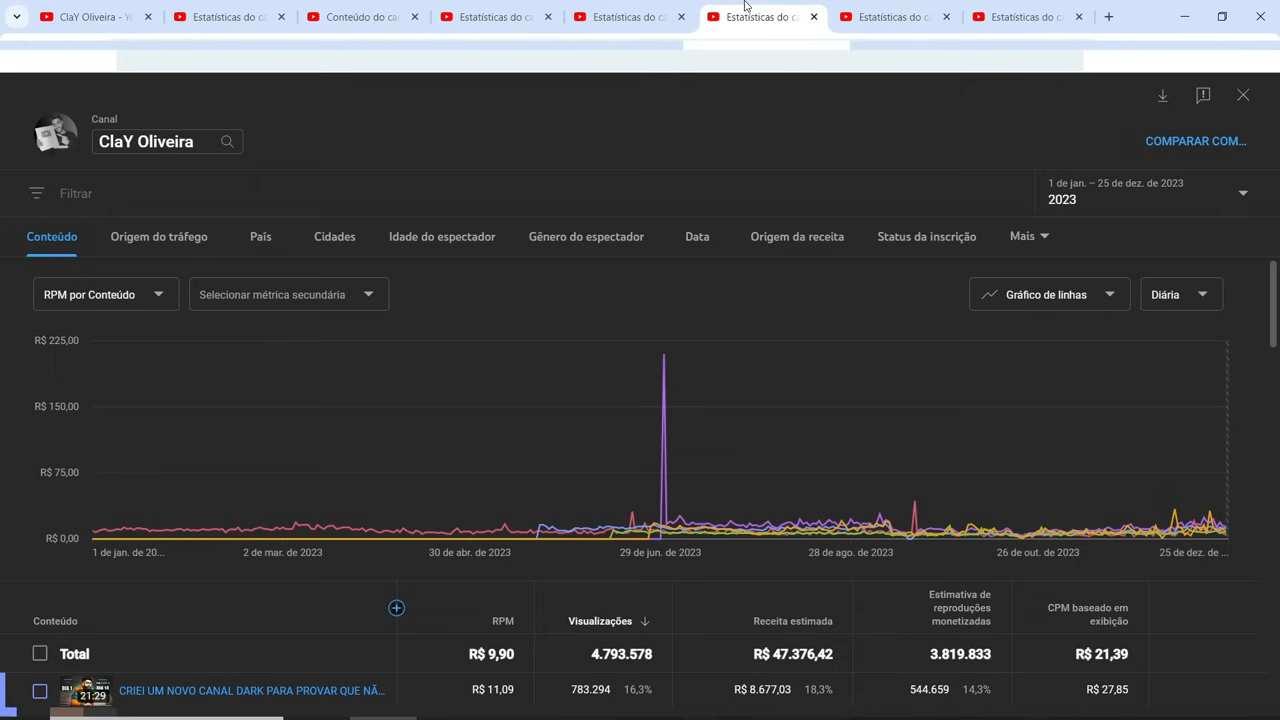 ClaY Oliveira - Yo
Estatísticas do ca
Conteúdo do cana
Estatísticas do ca
Estatísticas do ca
Estatísticas do ca
Estatísticas do ca
Estatísticas do ca
Canal
ClaY Oliveira
COMPARAR COM...
Filtrar
1 de jan. – 25 de dez. de 2023
2023
Conteúdo
Origem do tráfego
País
Cidades
Idade do espectador
Gênero do espectador
Data
Origem da receita
Status da inscrição
Mais
RPM por Conteúdo
Selecionar métrica secundária
Gráfico de linhas
Diária
R$ 225,00
R$ 150,00
R$ 75,00
R$ 0,00
1 de jan. de 20...
2 de mar. de 2023
30 de abr. de 2023
29 de jun. de 2023
28 de ago. de 2023
26 de out. de 2023
25 de dez. de ...
Conteúdo
RPM
Visualizações
Receita estimada
Estimativa de
reproduções
monetizadas
CPM baseado em
exibição
Total
R$ 9,90
4.793.578
R$ 47.376,42
3.819.833
R$ 21,39
21:29
CRIEI UM NOVO CANAL DARK PARA PROVAR QUE NÃ...
R$ 11,09
783.294 16,3%
R$ 8.677,03 18,3%
544.659 14,3%
R$ 27,85